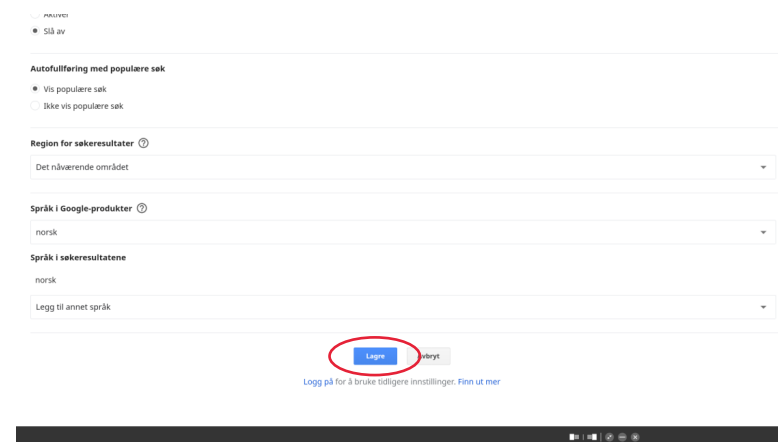 Aktiver
Slå av
Autofullføring med populære søk
Vis populære søk
Ikke vis populære søk
Region for søkeresultater
Det nåværende området
Språk i Google-produkter
norsk
Språk i søkeresultatene
norsk
Legg til annet språk
Lagre Avbryt
Logg på for å bruke tidligere innstillinger. Finn ut mer